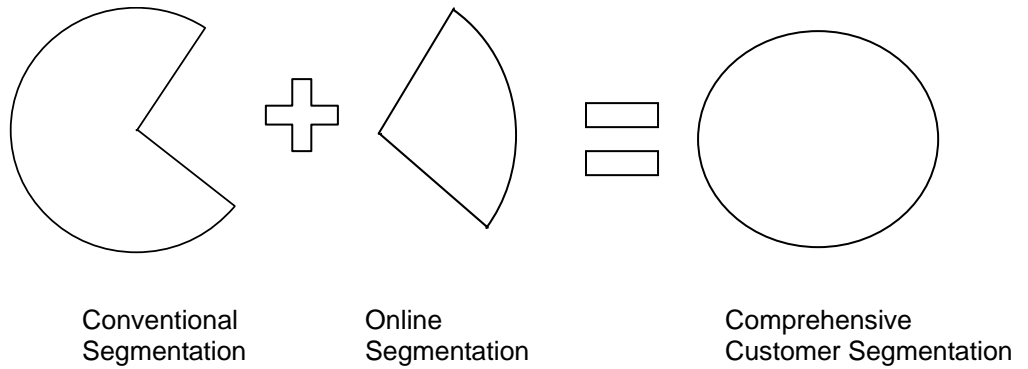 Conventional
Segmentation
Online
Segmentation
Comprehensive
Customer Segmentation